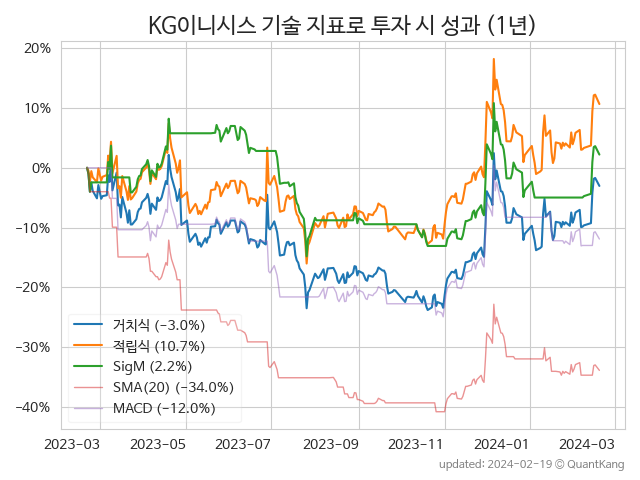 KG이니시스 기술 지표로 투자 시 성과 (1년)
20%
10%
0%
−10%
−20%
−30%
−40%
거치식 (−3.0%)
적립식 (10.7%)
SigM (2.2%)
SMA(20) (−34.0%)
MACD (−12.0%)
2023-03 2023-05 2023-07 2023-09 2023-11 2024-01 2024-03
updated: 2024-02-19 ⓒ QuantKang